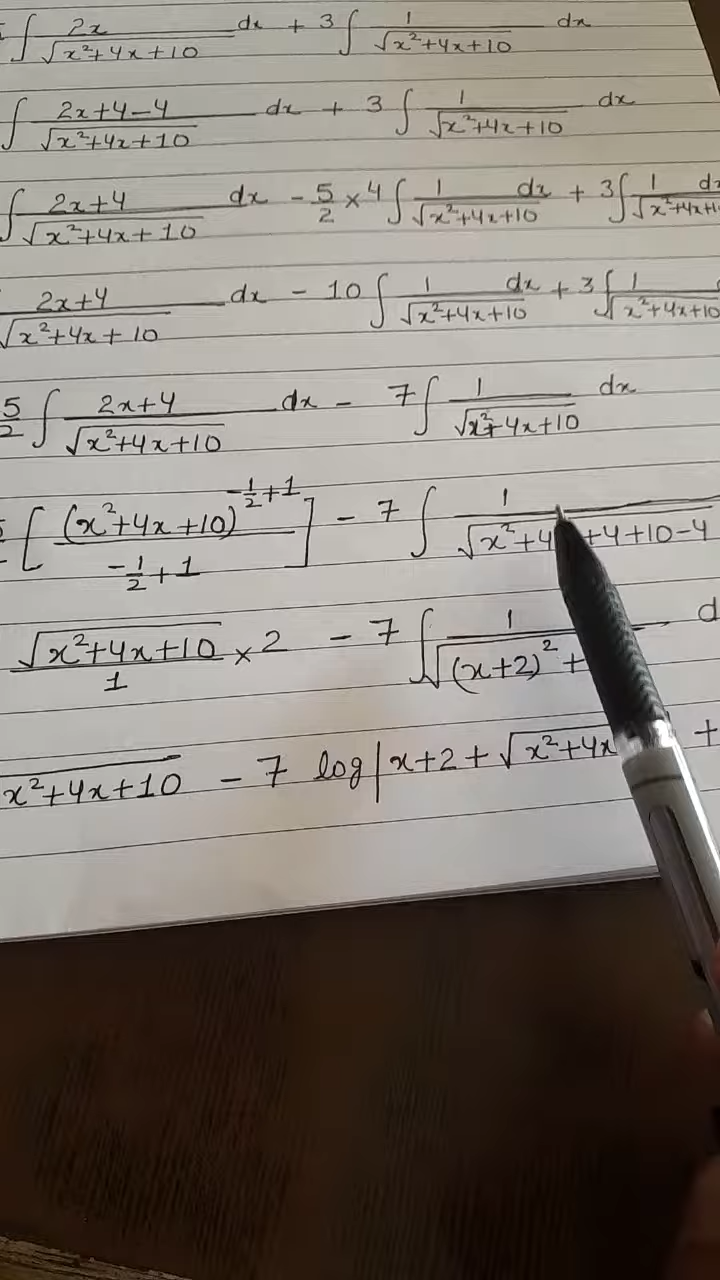 ∫ 2x/√(x²+4x+10) dx + 3 ∫ 1/√(x²+4x+10) dx
∫ (2x+4-4)/√(x²+4x+10) dx + 3 ∫ 1/√(x²+4x+10) dx
∫ (2x+4)/√(x²+4x+10) dx - 5/2 × 4 ∫ 1/√(x²+4x+10) dx + 3 ∫ 1/√(x²+4x+1
(2x+4)/√(x²+4x+10) dx - 10 ∫ 1/√(x²+4x+10) dx + 3 ∫ 1/√(x²+4x+10
5/2 ∫ (2x+4)/√(x²+4x+10) dx - 7 ∫ 1/√(x²+4x+10) dx
[(x²+4x+10)^(-1/2+1)/(-1/2+1)] - 7 ∫ 1/√(x²+4 +4+10-4
√(x²+4x+10)/1 × 2 - 7 ∫ 1/√((x+2)²+ d
x²+4x+10 - 7 log|x+2+√x²+4x +